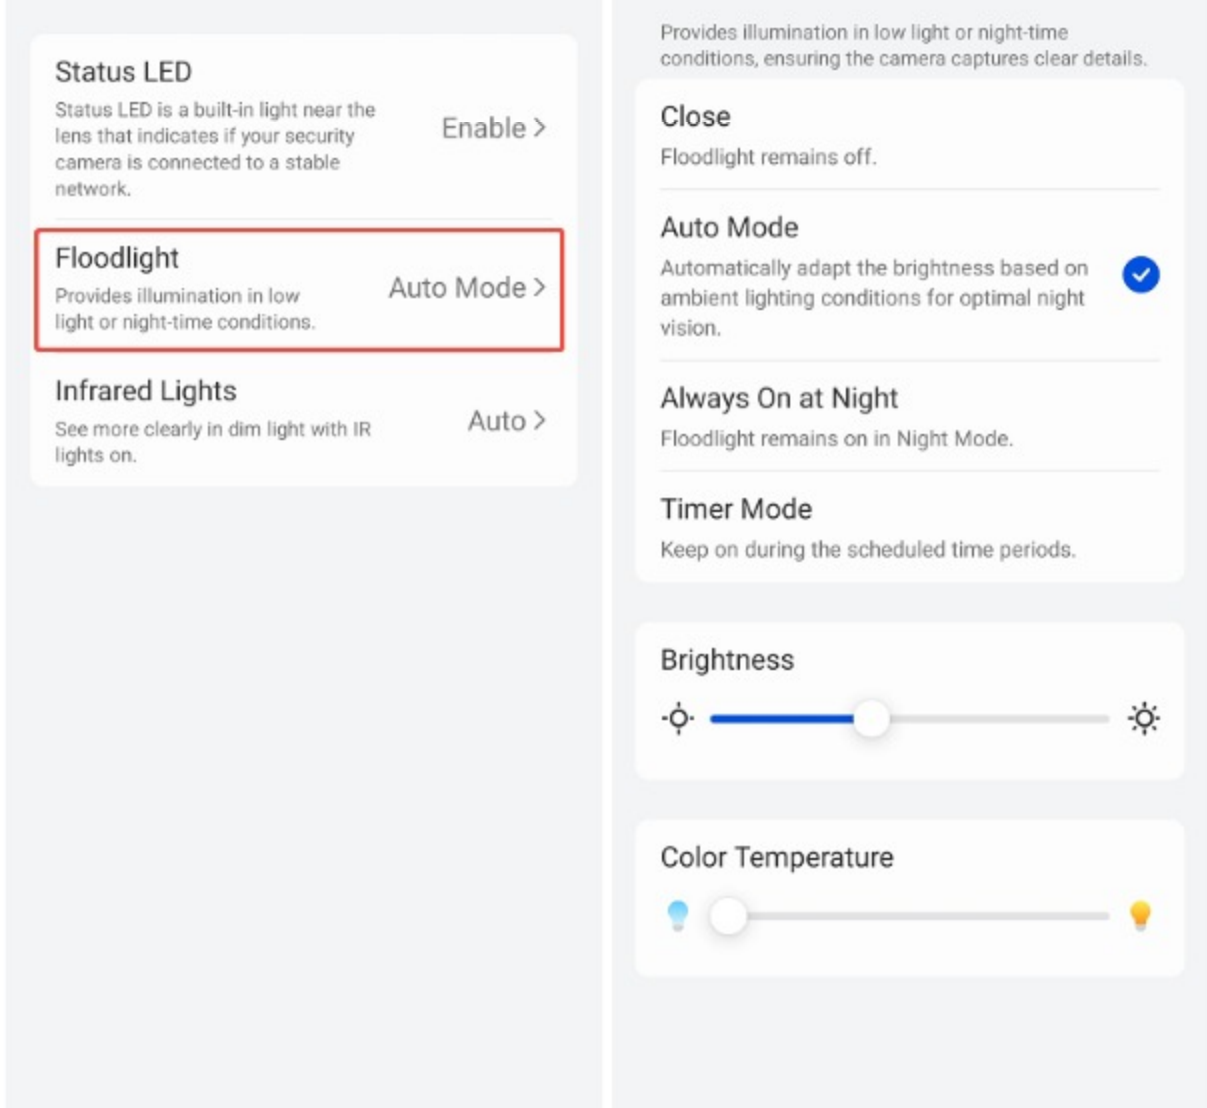 Status LED
Status LED is a built-in light near the
lens that indicates if your security
camera is connected to a stable
network.
Enable >
Floodlight
Provides illumination in low
light or night-time conditions.
Auto Mode >
Infrared Lights
See more clearly in dim light with IR
lights on.
Auto >
Provides illumination in low light or night-time
conditions, ensuring the camera captures clear details.
Close
Floodlight remains off.
Auto Mode
Automatically adapt the brightness based on
ambient lighting conditions for optimal night
vision.
Always On at Night
Floodlight remains on in Night Mode.
Timer Mode
Keep on during the scheduled time periods.
Brightness
Color Temperature